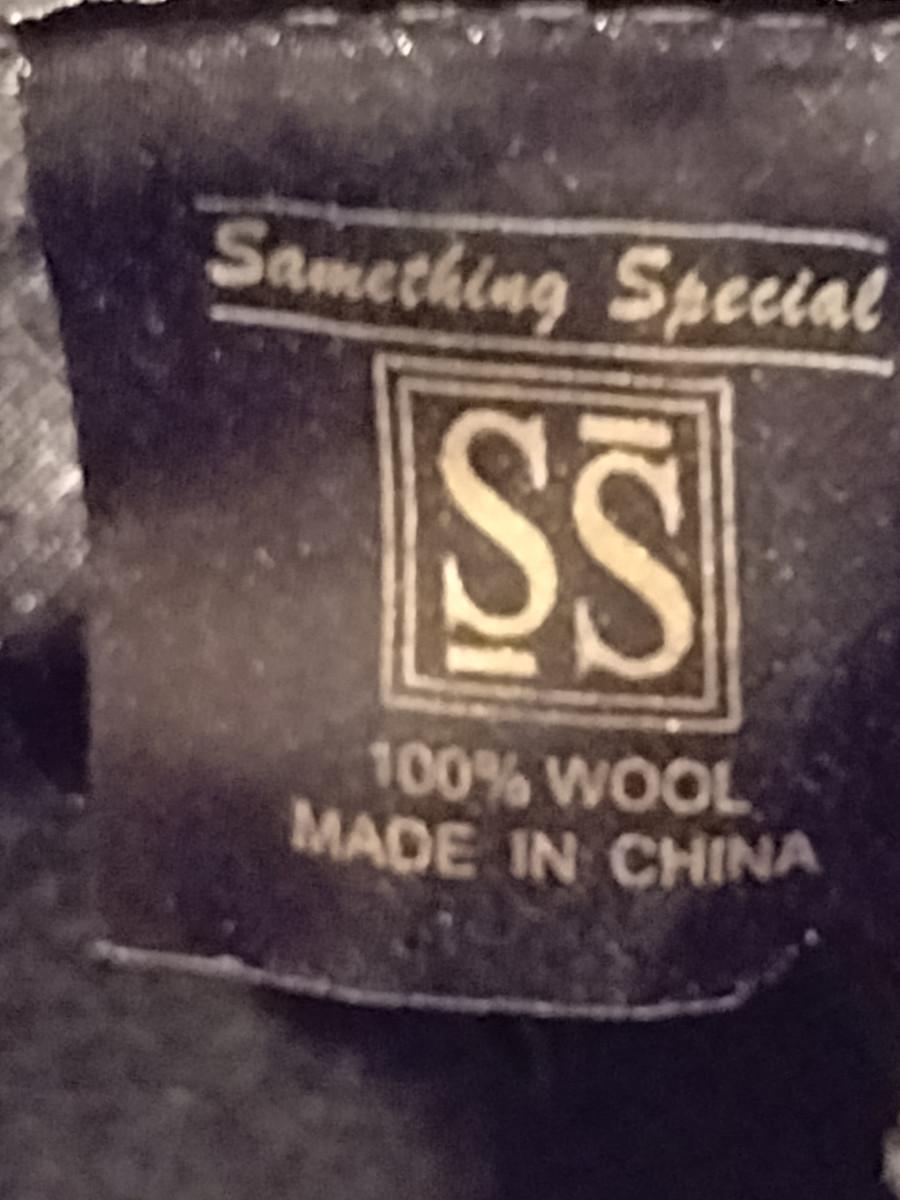 Something Special
SS
100% WOOL
MADE IN CHINA